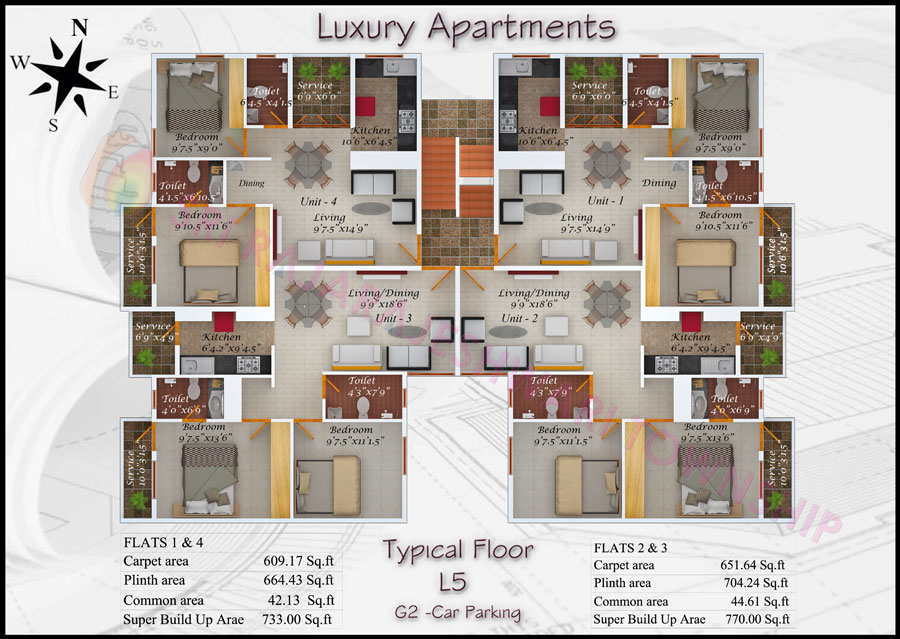 Luxury Apartments
N
W
E
S
Toilet
6'4.5"x4'1.5"
Service
6'9"x6'0"
Kitchen
10'6"x6'4.5"
Bedroom
9'7.5"x9'0"
Toilet
4'1.5"x6'10.5"
Dining
Unit - 4
Living
9'7.5"x14'9"
Bedroom
9'10.5"x11'6"
Service
10'6"x3'1.5"
Service
6'9"x6'0"
Toilet
6'4.5"x4'1.5"
Kitchen
10'6"x6'4.5"
Bedroom
9'7.5"x9'0"
Unit - 1
Dining
Toilet
4'1.5"x6'10.5"
Living
9'7.5"x14'9"
Bedroom
9'10.5"x11'6"
Service
10'6"x3'1.5"
Living/Dining
9'9"x18'6"
Unit - 3
Service
6'9"x4'9"
Kitchen
6'4.2"x9'4.5"
Toilet
4'0"x6'9"
Toilet
4'3"x7'9"
Bedroom
9'7.5"x13'6"
Bedroom
9'7.5"x11'1.5"
Service
10'0"x3'1.5"
Living/Dining
9'9"x18'6"
Unit - 2
Kitchen
6'4.2"x9'4.5"
Service
6'9"x4'9"
Toilet
4'3"x7'9"
Toilet
4'0"x6'9"
Bedroom
9'7.5"x11'1.5"
Bedroom
9'7.5"x13'6"
Service
10'0"x3'1.5"
FLATS 1 & 4
Carpet area 609.17 Sq.ft
Plinth area 664.43 Sq.ft
Common area 42.13 Sq.ft
Super Build Up Arae 733.00 Sq.ft
Typical Floor
L5
G2 -Car Parking
FLATS 2 & 3
Carpet area 651.64 Sq.ft
Plinth area 704.24 Sq.ft
Common area 44.61 Sq.ft
Super Build Up Arae 770.00 Sq.ft